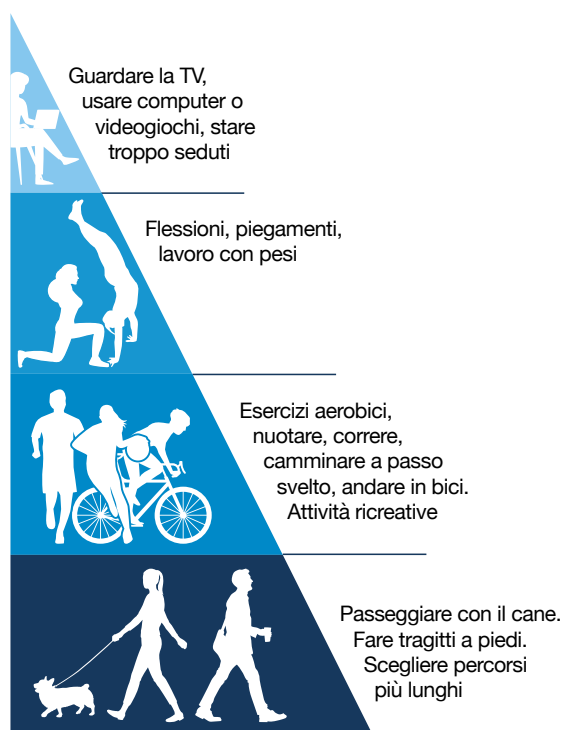 Guardare la TV,
usare computer o
videogiochi, stare
troppo seduti
Flessioni, piegamenti,
lavoro con pesi
Esercizi aerobici,
nuotare, correre,
camminare a passo
svelto, andare in bici.
Attività ricreative
Passeggiare con il cane.
Fare tragitti a piedi.
Scegliere percorsi
più lunghi